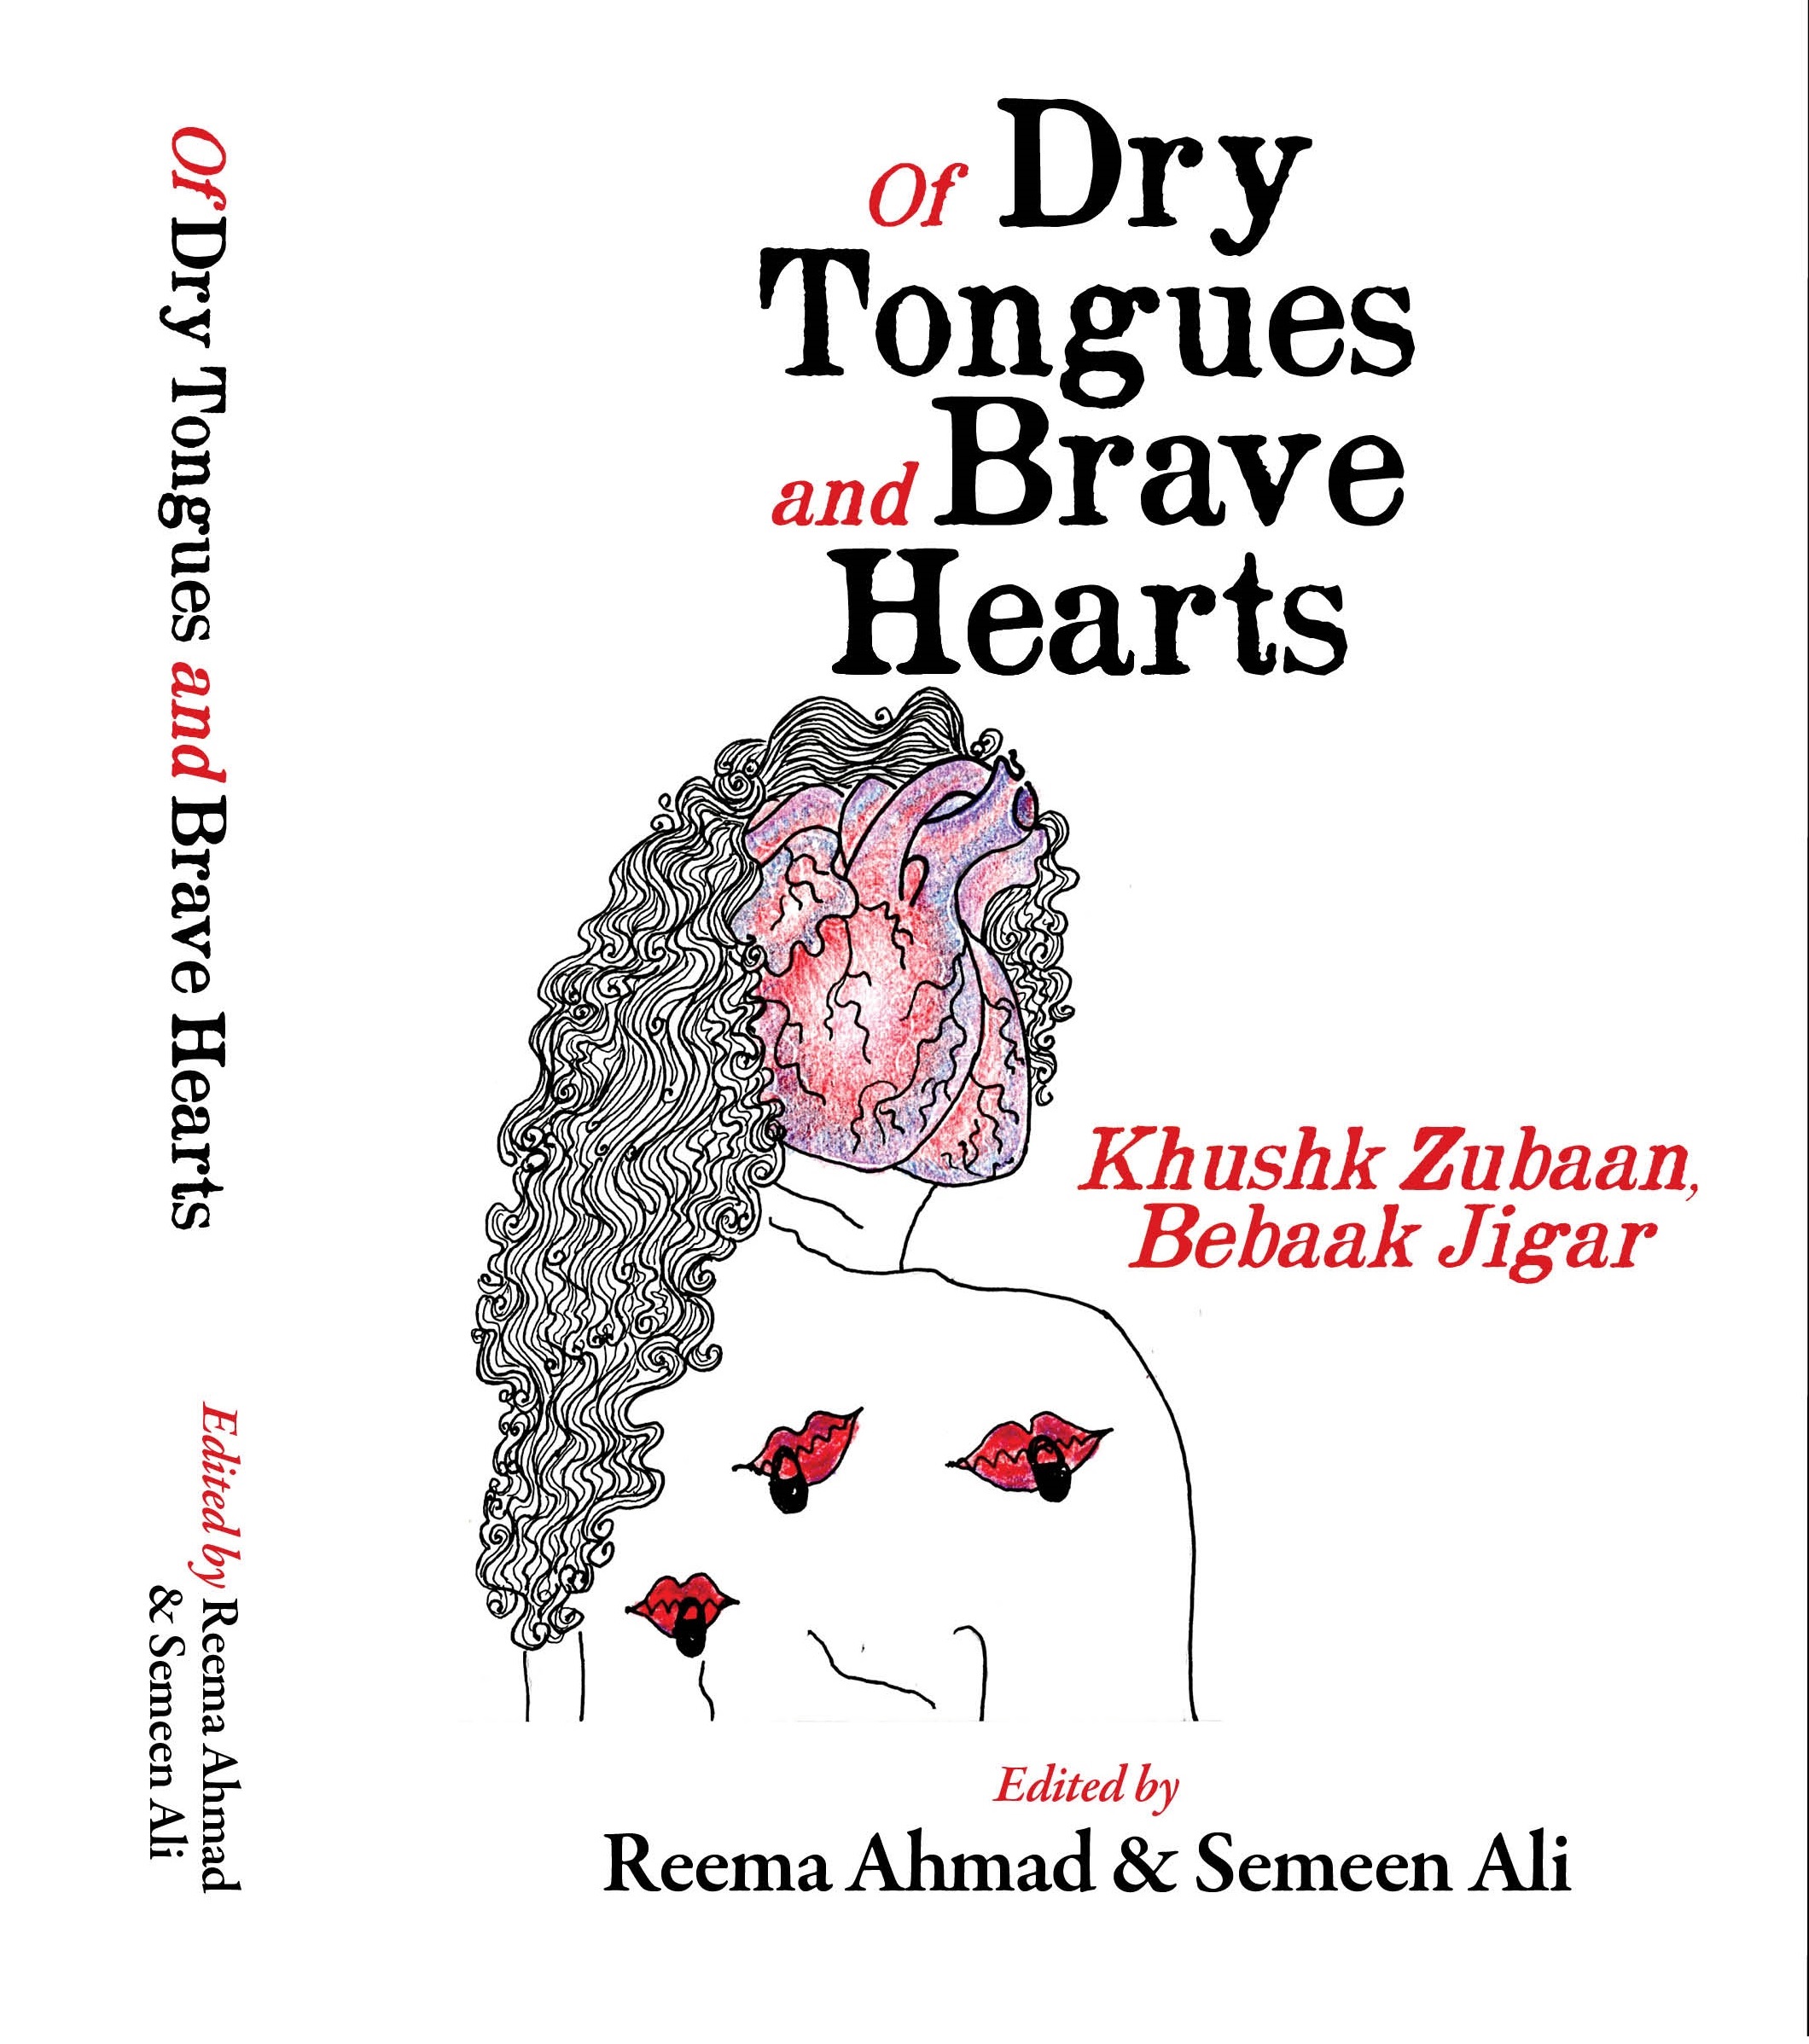 Of Dry Tongues and Brave Hearts
Edited by Reema Ahmad
& Semeen Ali
Of Dry
Tongues
and Brave
Hearts
Khushk Zubaan,
Bebaak Jigar
Edited by
Reema Ahmad & Semeen Ali